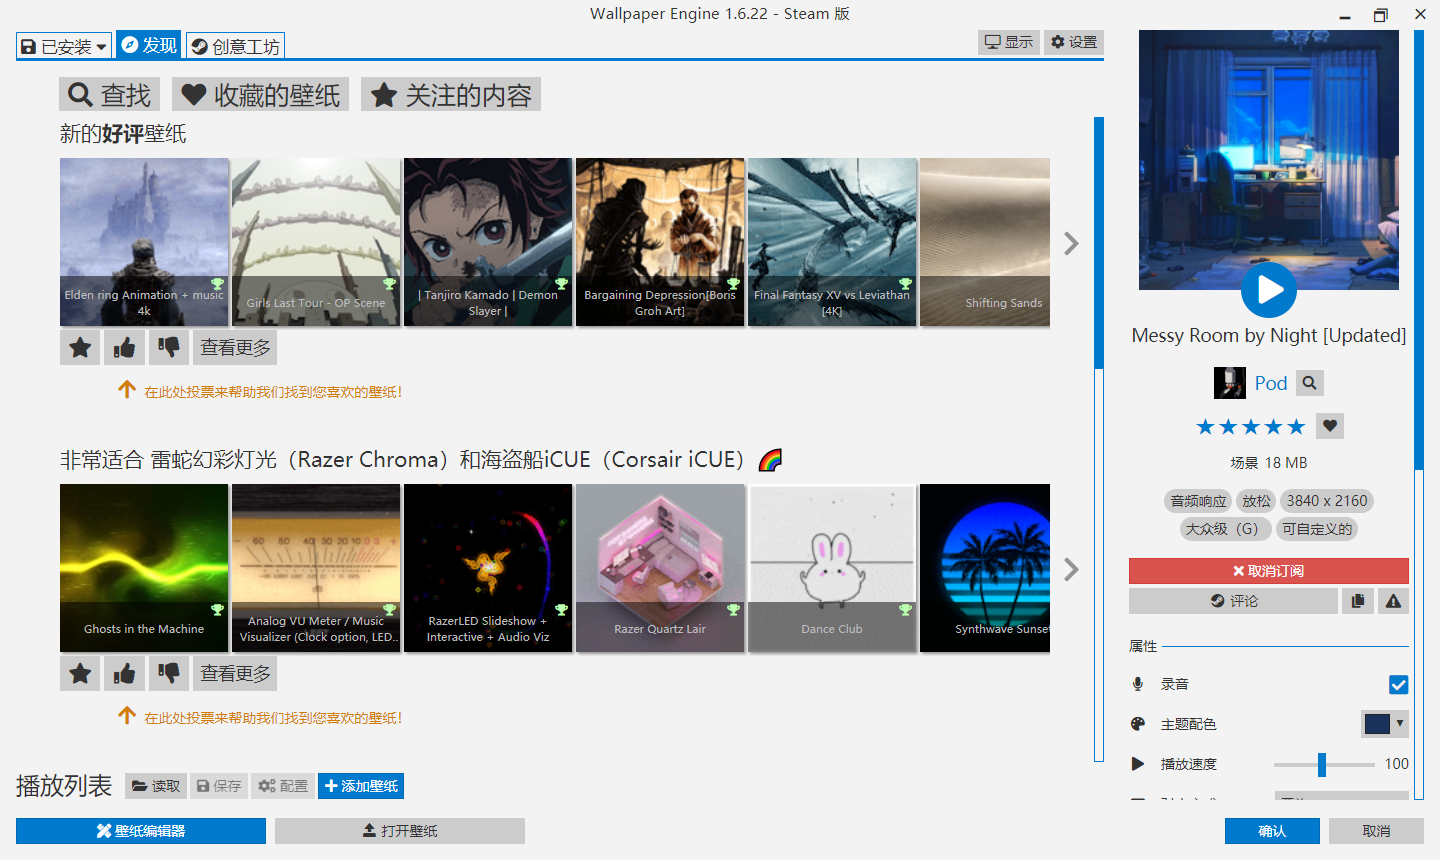 Wallpaper Engine 1.6.22 - Steam 版
已安装
发现
创意工坊
显示
设置
查找
收藏的壁纸
关注的内容
新的好评壁纸
Elden ring Animation + music
4k
Girls Last Tour - OP Scene
| Tanjiro Kamado | Demon
Slayer |
Bargaining Depression[Boris
Groh Art]
Final Fantasy XV vs Leviathan
[4K]
Shifting Sands
查看更多
在此处投票来帮助我们找到您喜欢的壁纸！
非常适合 雷蛇幻彩灯光（Razer Chroma）和海盗船iCUE（Corsair iCUE）
Ghosts in the Machine
Analog VU Meter / Music
Visualizer (Clock option, LED..
RazerLED Slideshow +
Interactive + Audio Viz
Razer Quartz Lair
Dance Club
Synthwave Sunset
查看更多
在此处投票来帮助我们找到您喜欢的壁纸！
播放列表
读取
保存
配置
添加壁纸
壁纸编辑器
打开壁纸
Messy Room by Night [Updated]
Pod
场景 18 MB
音频响应
放松
3840 x 2160
大众级（G）
可自定义的
取消订阅
评论
属性
录音
主题配色
播放速度
100
确认
取消